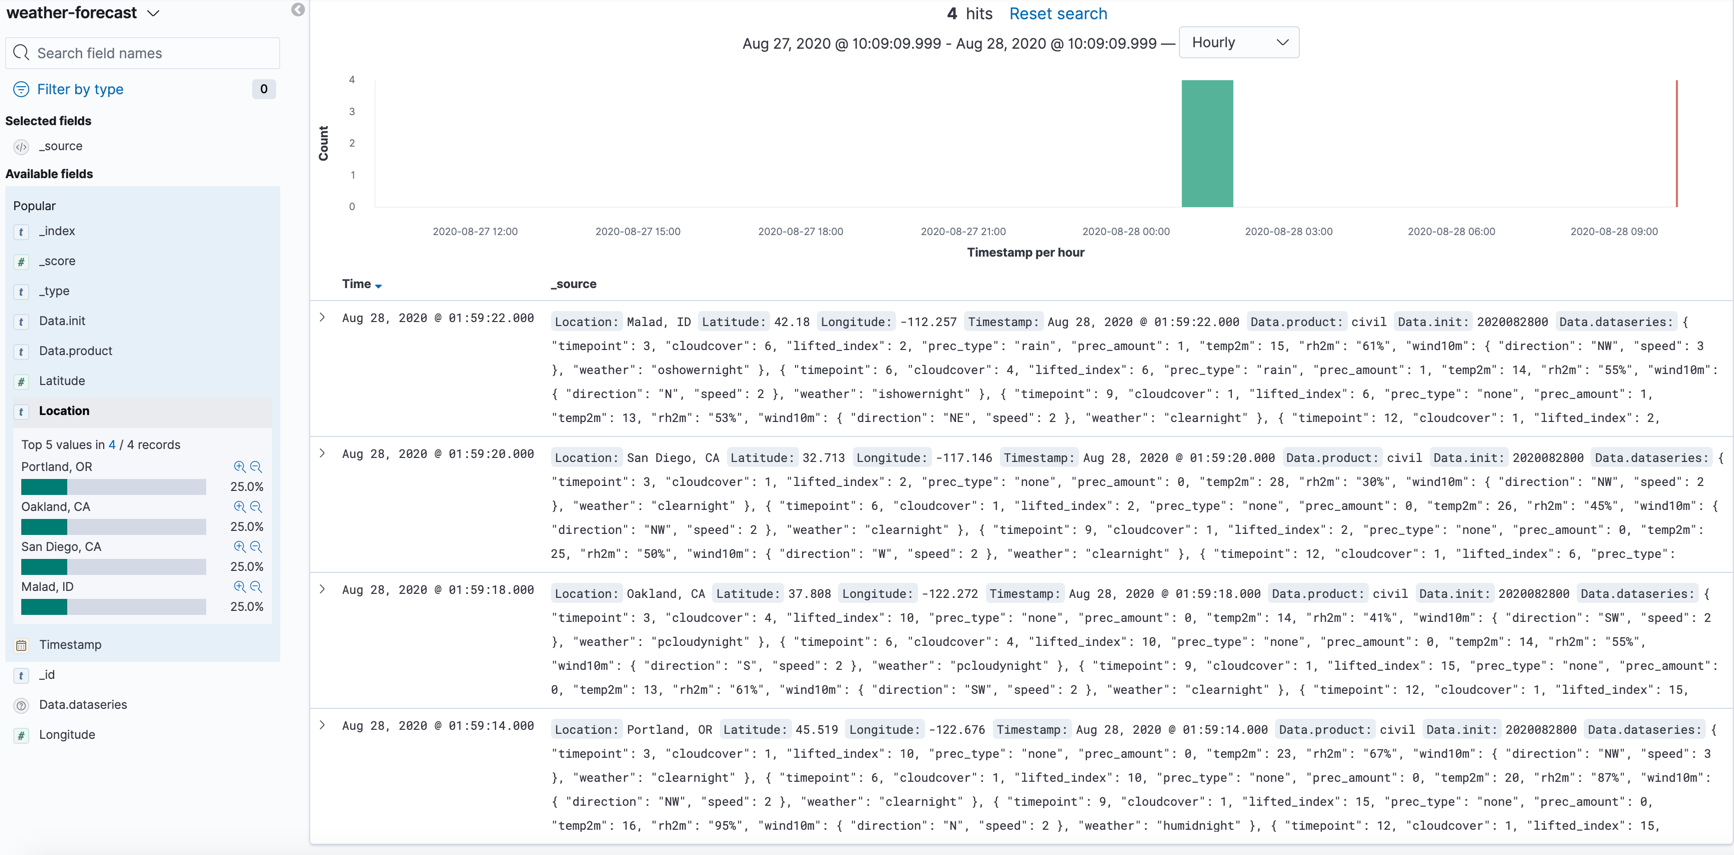 weather-forecast
Search field names
Filter by type 0
Selected fields
_source
Available fields
Popular
t _index
# _score
t _type
t Data.init
t Data.product
# Latitude
t Location
Top 5 values in 4 / 4 records
Portland, OR
25.0%
Oakland, CA
25.0%
San Diego, CA
25.0%
Malad, ID
25.0%
Timestamp
t _id
Data.dataseries
# Longitude
4 hits Reset search
Aug 27, 2020 @ 10:09:09.999 - Aug 28, 2020 @ 10:09:09.999 — Hourly
Count
4
3
2
1
0
2020-08-27 12:00 2020-08-27 15:00 2020-08-27 18:00 2020-08-27 21:00 2020-08-28 00:00 2020-08-28 03:00 2020-08-28 06:00 2020-08-28 09:00
Timestamp per hour
Time _source
Aug 28, 2020 @ 01:59:22.000 Location: Malad, ID Latitude: 42.18 Longitude: -112.257 Timestamp: Aug 28, 2020 @ 01:59:22.000 Data.product: civil Data.init: 2020082800 Data.dataseries: {
"timepoint": 3, "cloudcover": 6, "lifted_index": 2, "prec_type": "rain", "prec_amount": 1, "temp2m": 15, "rh2m": "61%", "wind10m": { "direction": "NW", "speed": 3
}, "weather": "oshowernight" }, { "timepoint": 6, "cloudcover": 4, "lifted_index": 6, "prec_type": "rain", "prec_amount": 1, "temp2m": 14, "rh2m": "55%", "wind10m":
{ "direction": "N", "speed": 2 }, "weather": "ishowernight" }, { "timepoint": 9, "cloudcover": 1, "lifted_index": 6, "prec_type": "none", "prec_amount": 1,
"temp2m": 13, "rh2m": "53%", "wind10m": { "direction": "NE", "speed": 2 }, "weather": "clearnight" }, { "timepoint": 12, "cloudcover": 1, "lifted_index": 2,
Aug 28, 2020 @ 01:59:20.000 Location: San Diego, CA Latitude: 32.713 Longitude: -117.146 Timestamp: Aug 28, 2020 @ 01:59:20.000 Data.product: civil Data.init: 2020082800 Data.dataseries: {
"timepoint": 3, "cloudcover": 1, "lifted_index": 2, "prec_type": "none", "prec_amount": 0, "temp2m": 28, "rh2m": "30%", "wind10m": { "direction": "NW", "speed": 2
}, "weather": "clearnight" }, { "timepoint": 6, "cloudcover": 1, "lifted_index": 2, "prec_type": "none", "prec_amount": 0, "temp2m": 26, "rh2m": "45%", "wind10m": {
"direction": "NW", "speed": 2 }, "weather": "clearnight" }, { "timepoint": 9, "cloudcover": 1, "lifted_index": 2, "prec_type": "none", "prec_amount": 0, "temp2m":
25, "rh2m": "50%", "wind10m": { "direction": "W", "speed": 2 }, "weather": "clearnight" }, { "timepoint": 12, "cloudcover": 1, "lifted_index": 6, "prec_type":
Aug 28, 2020 @ 01:59:18.000 Location: Oakland, CA Latitude: 37.808 Longitude: -122.272 Timestamp: Aug 28, 2020 @ 01:59:18.000 Data.product: civil Data.init: 2020082800 Data.dataseries: {
"timepoint": 3, "cloudcover": 4, "lifted_index": 10, "prec_type": "none", "prec_amount": 0, "temp2m": 14, "rh2m": "41%", "wind10m": { "direction": "SW", "speed": 2
}, "weather": "pcloudynight" }, { "timepoint": 6, "cloudcover": 4, "lifted_index": 10, "prec_type": "none", "prec_amount": 0, "temp2m": 14, "rh2m": "55%",
"wind10m": { "direction": "S", "speed": 2 }, "weather": "pcloudynight" }, { "timepoint": 9, "cloudcover": 1, "lifted_index": 15, "prec_type": "none", "prec_amount":
0, "temp2m": 13, "rh2m": "61%", "wind10m": { "direction": "SW", "speed": 2 }, "weather": "clearnight" }, { "timepoint": 12, "cloudcover": 1, "lifted_index": 15,
Aug 28, 2020 @ 01:59:14.000 Location: Portland, OR Latitude: 45.519 Longitude: -122.676 Timestamp: Aug 28, 2020 @ 01:59:14.000 Data.product: civil Data.init: 2020082800 Data.dataseries: {
"timepoint": 3, "cloudcover": 1, "lifted_index": 10, "prec_type": "none", "prec_amount": 0, "temp2m": 23, "rh2m": "67%", "wind10m": { "direction": "NW", "speed": 3
}, "weather": "clearnight" }, { "timepoint": 6, "cloudcover": 1, "lifted_index": 10, "prec_type": "none", "prec_amount": 0, "temp2m": 20, "rh2m": "87%", "wind10m":
{ "direction": "NW", "speed": 2 }, "weather": "clearnight" }, { "timepoint": 9, "cloudcover": 1, "lifted_index": 15, "prec_type": "none", "prec_amount": 0,
"temp2m": 16, "rh2m": "95%", "wind10m": { "direction": "N", "speed": 2 }, "weather": "humidnight" }, { "timepoint": 12, "cloudcover": 1, "lifted_index": 15,